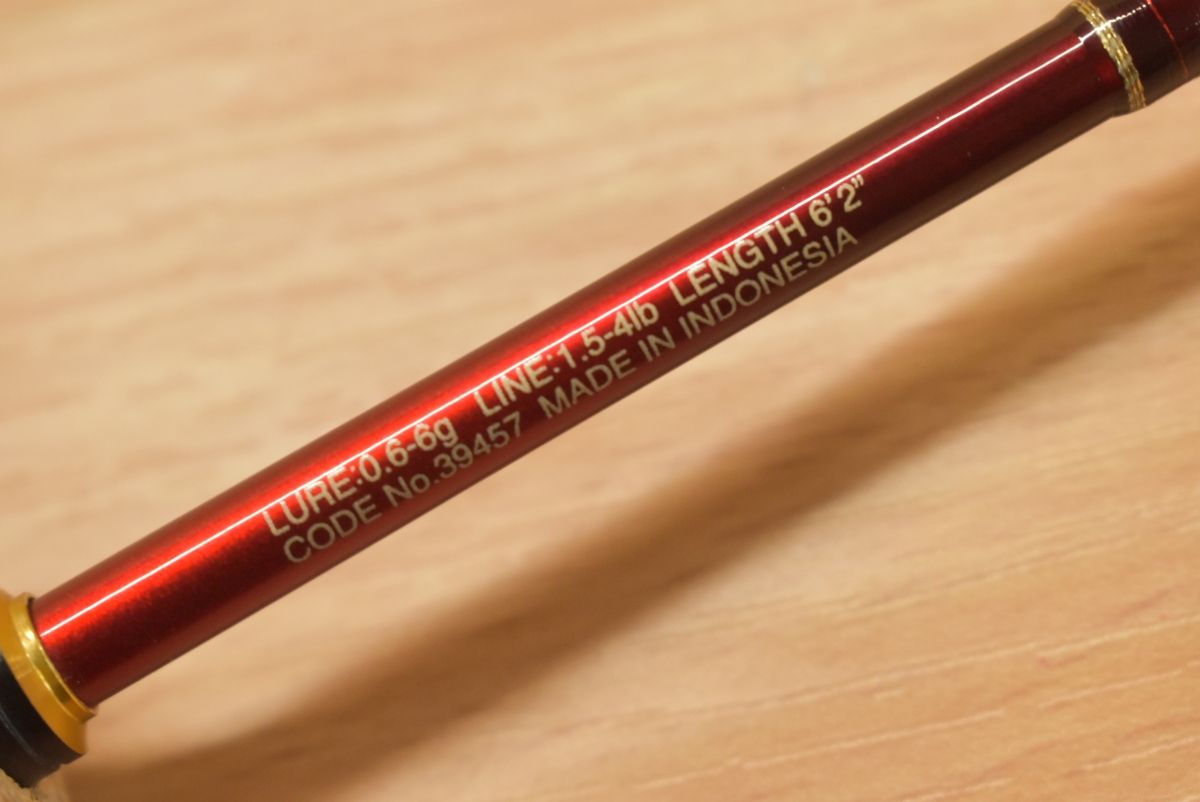 LURE:0.6-6g LINE:1.5-4lb LENGTH 6'2"
CODE No.39457 MADE IN INDONESIA